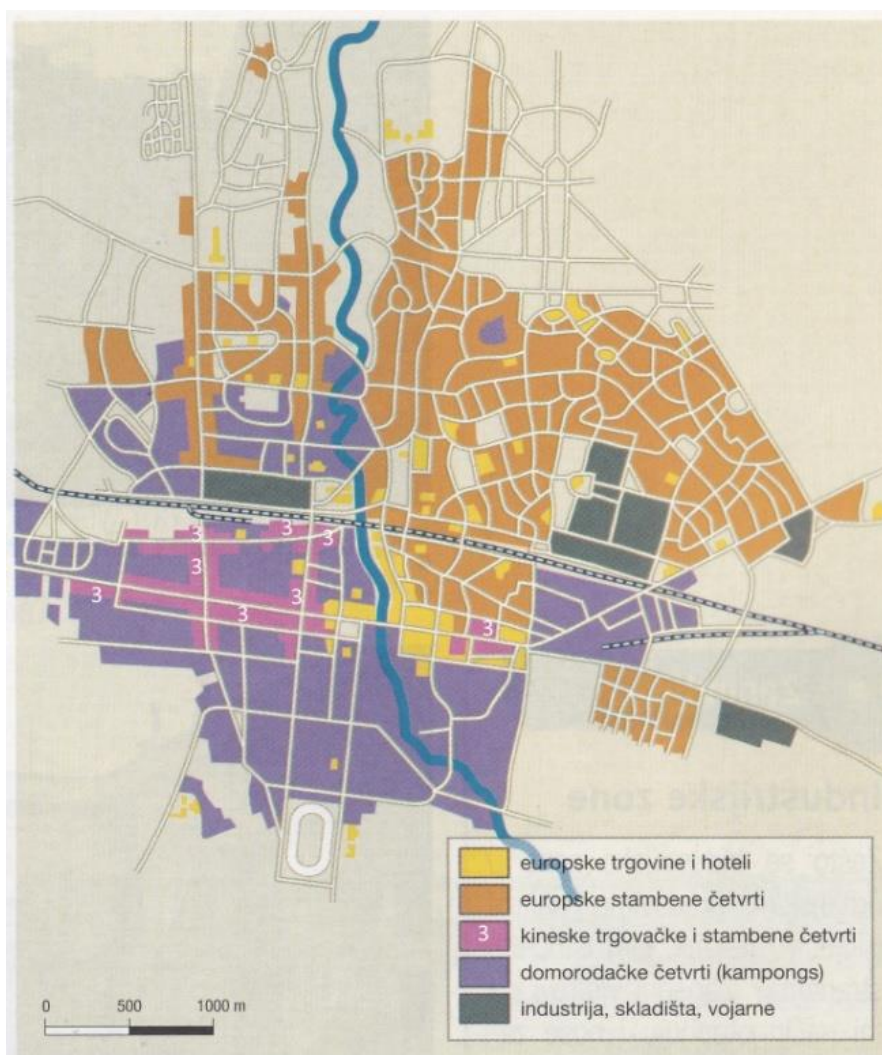 3
3
3
3
3
3
3
3
europske trgovine i hoteli
europske stambene četvrti
3 kineske trgovačke i stambene četvrti
domorodačke četvrti (kampongs)
industrija, skladišta, vojarne
0 500 1000 m